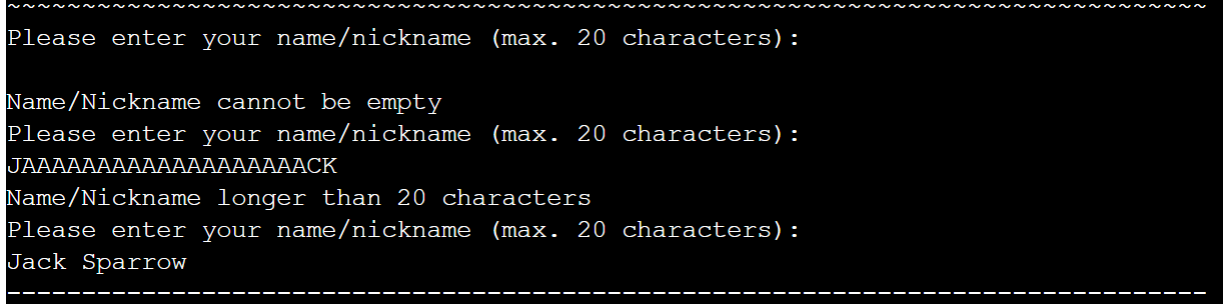 ~~~~~~~~~~~~~~~~~~~~~~~~~~~~~~~~~~~~~~~~~~~~~~~~~~~~~~~~~~~~~~~~~~~~~~~~~~~~~~~~
Please enter your name/nickname (max. 20 characters):
Name/Nickname cannot be empty
Please enter your name/nickname (max. 20 characters):
JAAAAAAAAAAAAAAAAAAACK
Name/Nickname longer than 20 characters
Please enter your name/nickname (max. 20 characters):
Jack Sparrow
--------------------------------------------------------------------------------